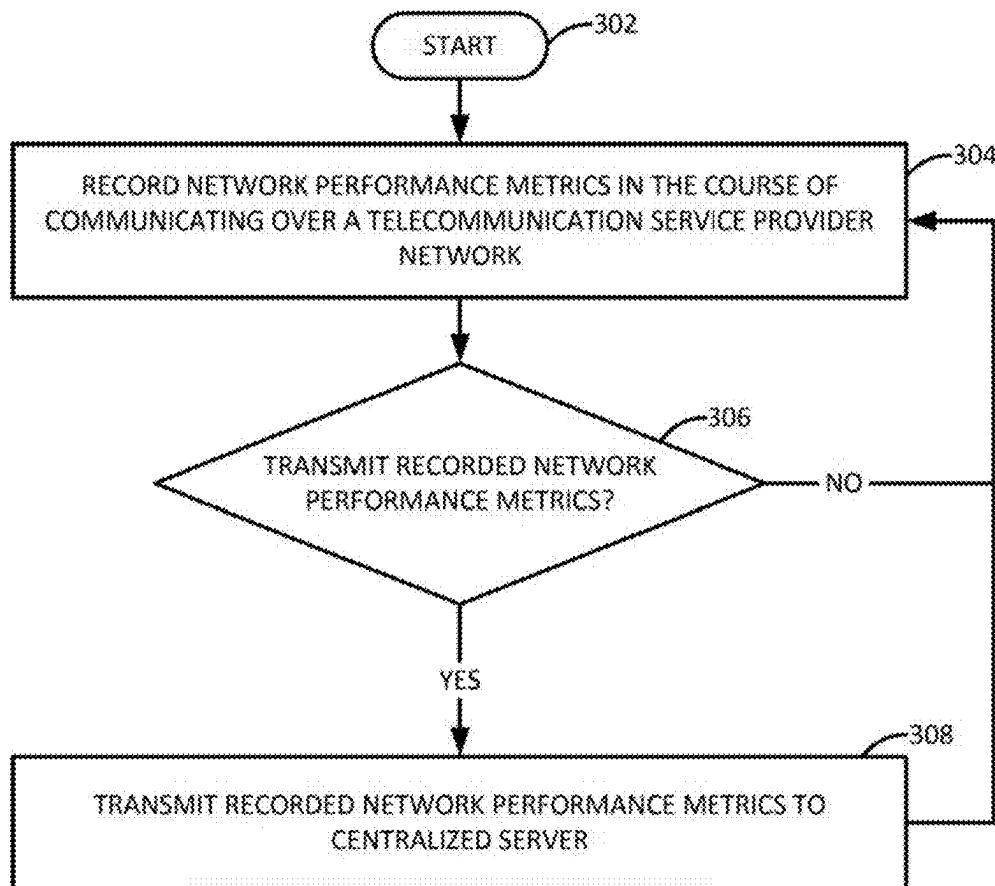 START
302
304
RECORD NETWORK PERFORMANCE METRICS IN THE COURSE OF
COMMUNICATING OVER A TELECOMMUNICATION SERVICE PROVIDER
NETWORK
306
TRANSMIT RECORDED NETWORK
PERFORMANCE METRICS?
NO
YES
308
TRANSMIT RECORDED NETWORK PERFORMANCE METRICS TO
CENTRALIZED SERVER